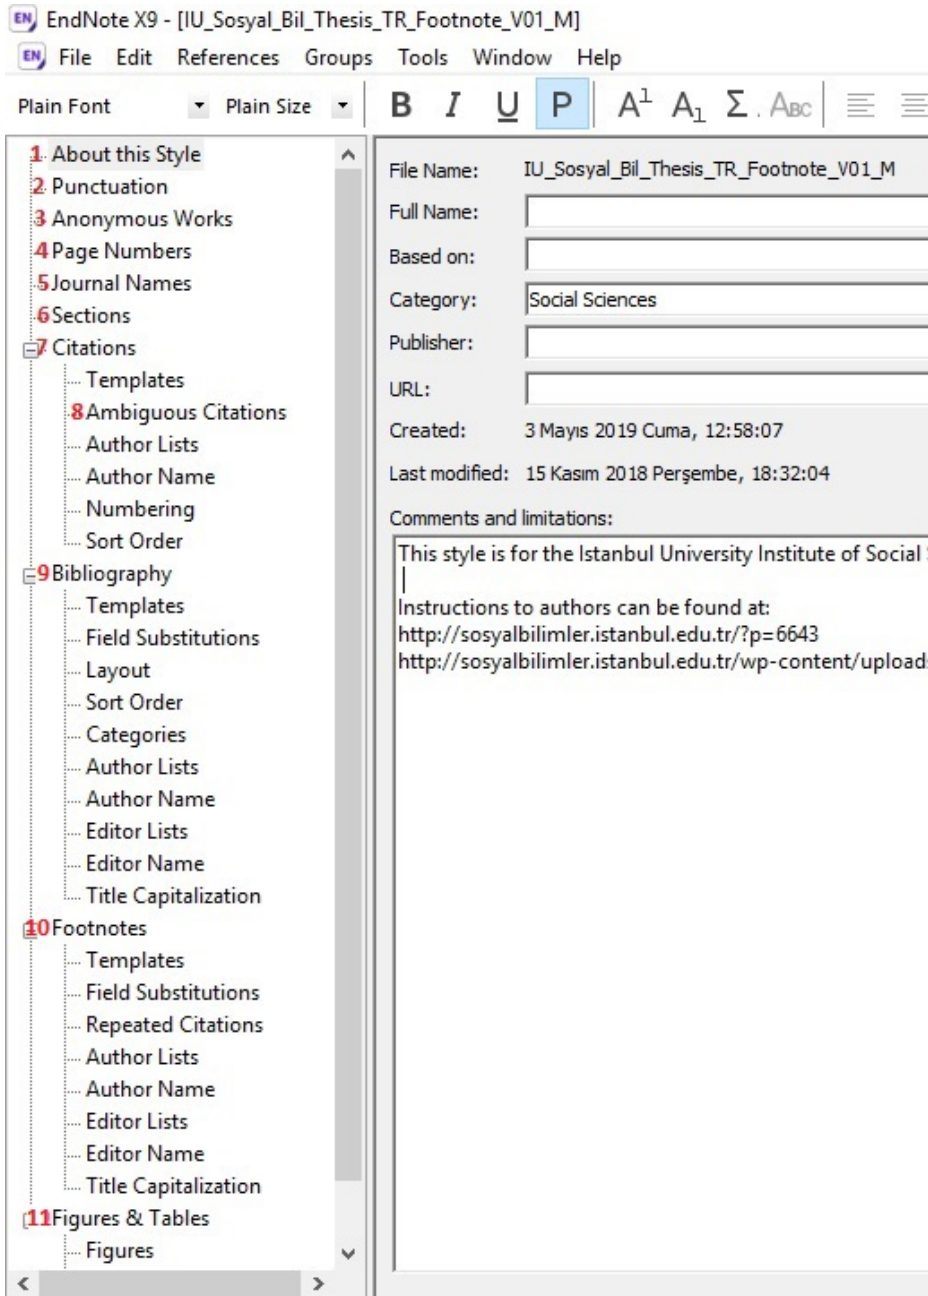 EndNote X9 - [IU_Sosyal_Bil_Thesis_TR_Footnote_V01_M]
File Edit References Groups Tools Window Help
Plain Font Plain Size B I U P A1 A1 Σ ABC
1 About this Style
2 Punctuation
3 Anonymous Works
4 Page Numbers
5 Journal Names
6 Sections
7 Citations
Templates
8 Ambiguous Citations
Author Lists
Author Name
Numbering
Sort Order
9 Bibliography
Templates
Field Substitutions
Layout
Sort Order
Categories
Author Lists
Author Name
Editor Lists
Editor Name
Title Capitalization
10 Footnotes
Templates
Field Substitutions
Repeated Citations
Author Lists
Author Name
Editor Lists
Editor Name
Title Capitalization
11 Figures & Tables
Figures
File Name: IU_Sosyal_Bil_Thesis_TR_Footnote_V01_M
Full Name:
Based on:
Category: Social Sciences
Publisher:
URL:
Created: 3 Mayıs 2019 Cuma, 12:58:07
Last modified: 15 Kasım 2018 Perşembe, 18:32:04
Comments and limitations:
This style is for the Istanbul University Institute of Social
Instructions to authors can be found at:
http://sosyalbilimler.istanbul.edu.tr/?p=6643
http://sosyalbilimler.istanbul.edu.tr/wp-content/uploads